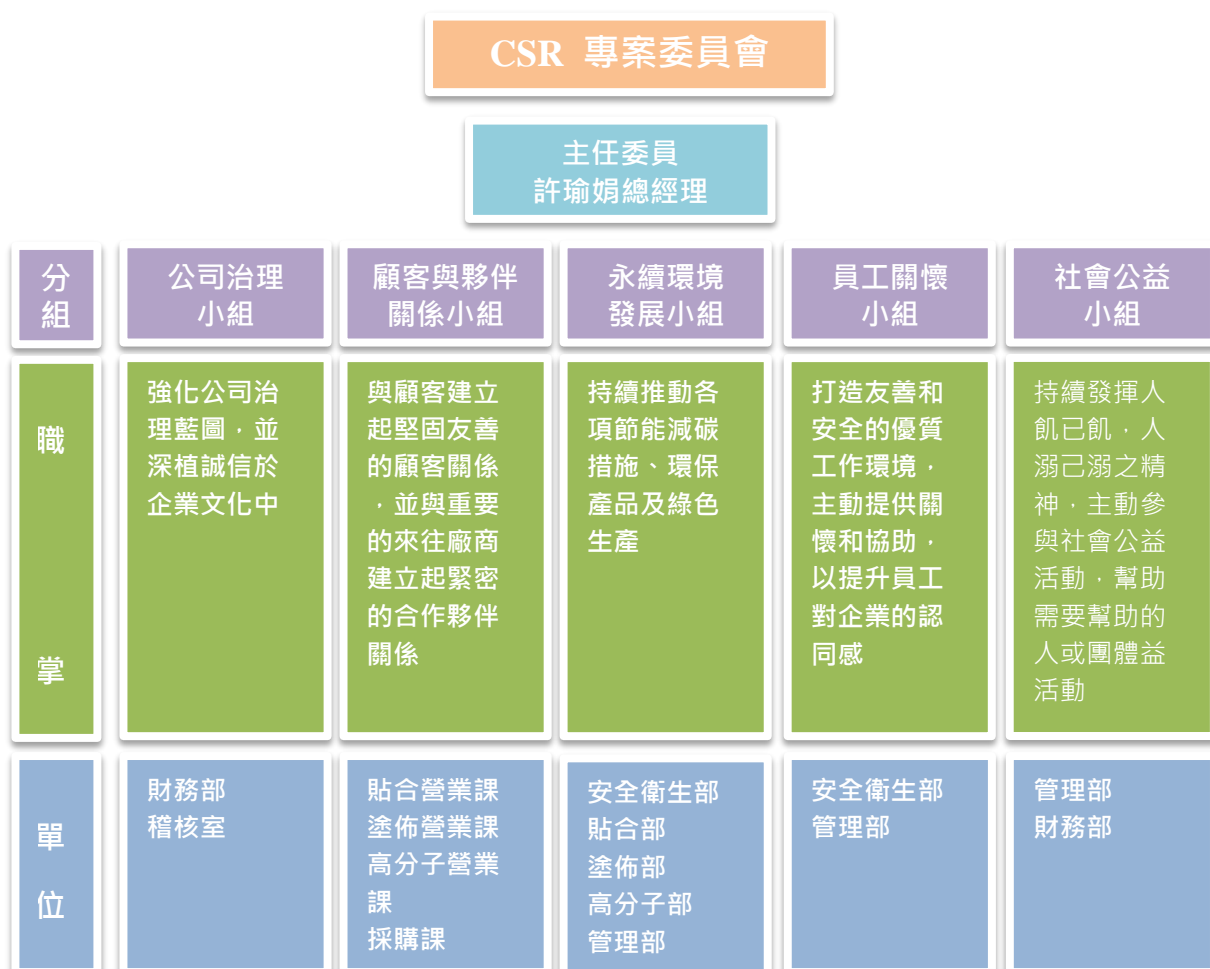 CSR 專案委員會
主任委員
許瑜娟總經理
分
組
公司治理
小組
顧客與夥伴
關係小組
永續環境
發展小組
員工關懷
小組
社會公益
小組
職
掌
強化公司治
理藍圖，並
深植誠信於
企業文化中
與顧客建立
起堅固友善
的顧客關係
，並與重要
的來往廠商
建立起緊密
的合作夥伴
關係
持續推動各
項節能減碳
措施、環保
產品及綠色
生產
打造友善和
安全的優質
工作環境，
主動提供關
懷和協助，
以提升員工
對企業的認
同感
持續發揮人
飢已飢，人
溺己溺之精
神，主動參
與社會公益
活動，幫助
需要幫助的
人或團體益
活動
單
位
財務部
稽核室
貼合營業課
塗佈營業課
高分子營業
課
採購課
安全衛生部
貼合部
塗佈部
高分子部
管理部
安全衛生部
管理部
管理部
財務部